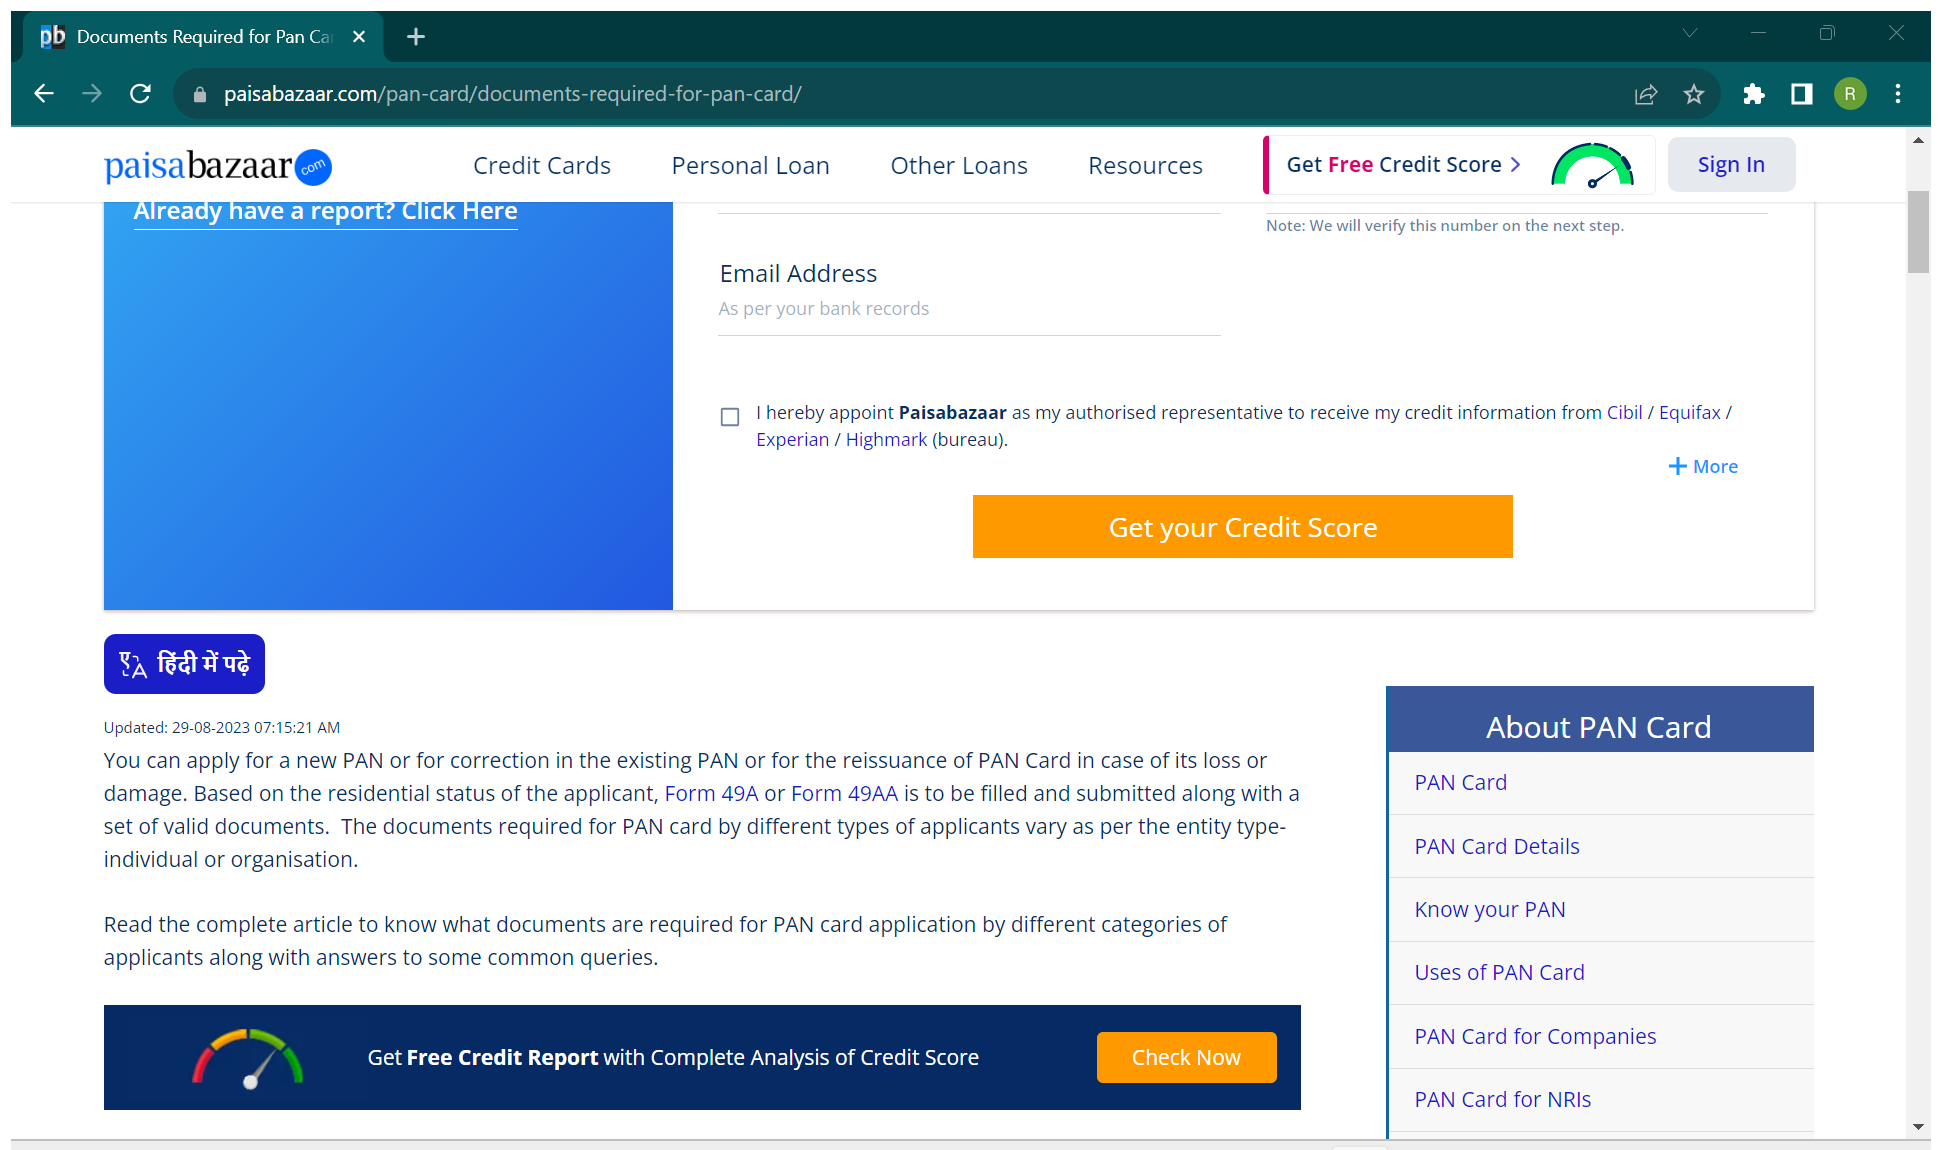 pb Documents Required for Pan Ca
paisabazaar.com/pan-card/documents-required-for-pan-card/
R
paisabazaar com
Credit Cards
Personal Loan
Other Loans
Resources
Get Free Credit Score >
Sign In
Already have a report? Click Here
Note: We will verify this number on the next step.
Email Address
As per your bank records
I hereby appoint Paisabazaar as my authorised representative to receive my credit information from Cibil / Equifax /
Experian / Highmark (bureau).
+ More
Get your Credit Score
हिंदी में पढ़े
Updated: 29-08-2023 07:15:21 AM
You can apply for a new PAN or for correction in the existing PAN or for the reissuance of PAN Card in case of its loss or
damage. Based on the residential status of the applicant, Form 49A or Form 49AA is to be filled and submitted along with a
set of valid documents.  The documents required for PAN card by different types of applicants vary as per the entity type-
individual or organisation.
Read the complete article to know what documents are required for PAN card application by different categories of
applicants along with answers to some common queries.
Get Free Credit Report with Complete Analysis of Credit Score
Check Now
About PAN Card
PAN Card
PAN Card Details
Know your PAN
Uses of PAN Card
PAN Card for Companies
PAN Card for NRIs